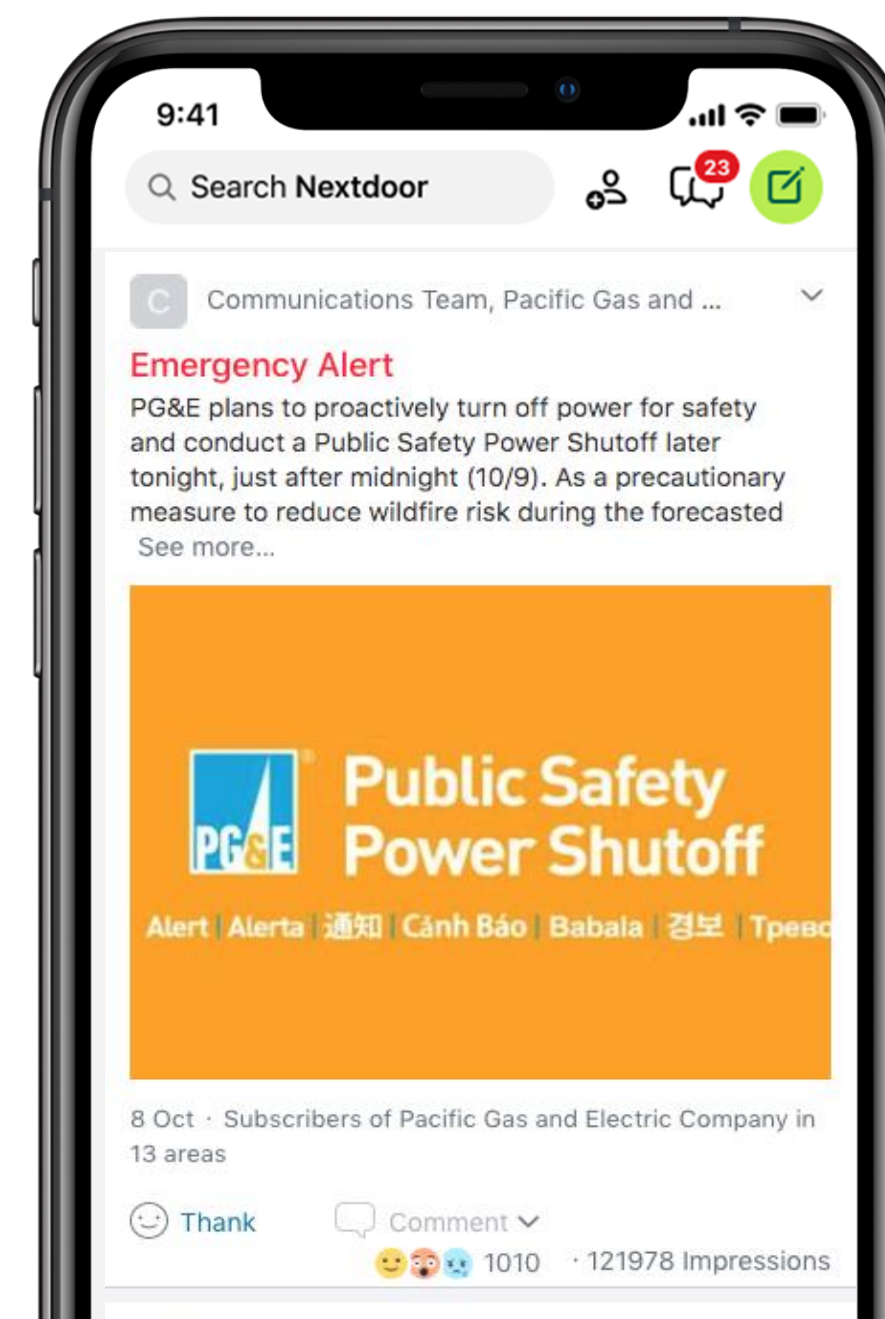 9:41
Search Nextdoor
23
C Communications Team, Pacific Gas and ...
Emergency Alert
PG&E plans to proactively turn off power for safety
and conduct a Public Safety Power Shutoff later
tonight, just after midnight (10/9). As a precautionary
measure to reduce wildfire risk during the forecasted
See more...
PG&E ®
Public Safety
Power Shutoff
Alert | Alerta | 通知 | Cảnh Báo | Babala | 경보 | Трево
8 Oct · Subscribers of Pacific Gas and Electric Company in
13 areas
Thank Comment
1010 · 121978 Impressions